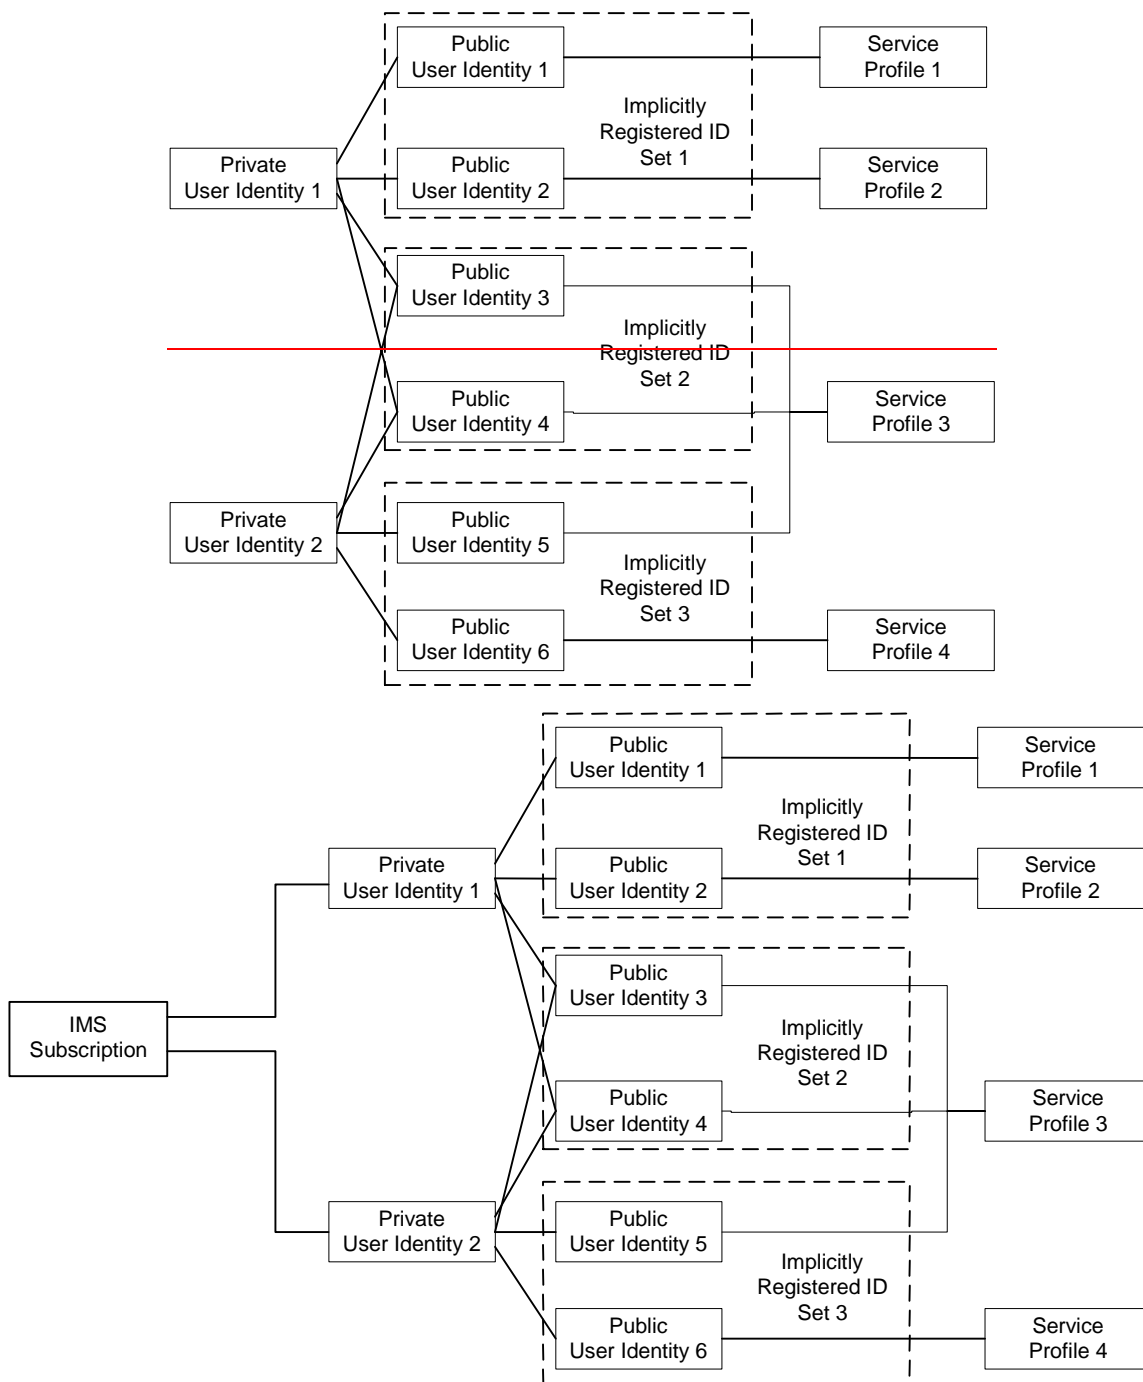 Public
User Identity 1
Service
Profile 1
Implicitly
Registered ID
Set 1
Private
User Identity 1
Public
User Identity 2
Service
Profile 2
Public
User Identity 3
Implicitly
Registered ID
Set 2
Public
User Identity 4
Service
Profile 3
Private
User Identity 2
Public
User Identity 5
Implicitly
Registered ID
Set 3
Public
User Identity 6
Service
Profile 4
Public
User Identity 1
Service
Profile 1
Implicitly
Registered ID
Set 1
Private
User Identity 1
Public
User Identity 2
Service
Profile 2
Public
User Identity 3
IMS
Subscription
Implicitly
Registered ID
Set 2
Public
User Identity 4
Service
Profile 3
Private
User Identity 2
Public
User Identity 5
Implicitly
Registered ID
Set 3
Public
User Identity 6
Service
Profile 4